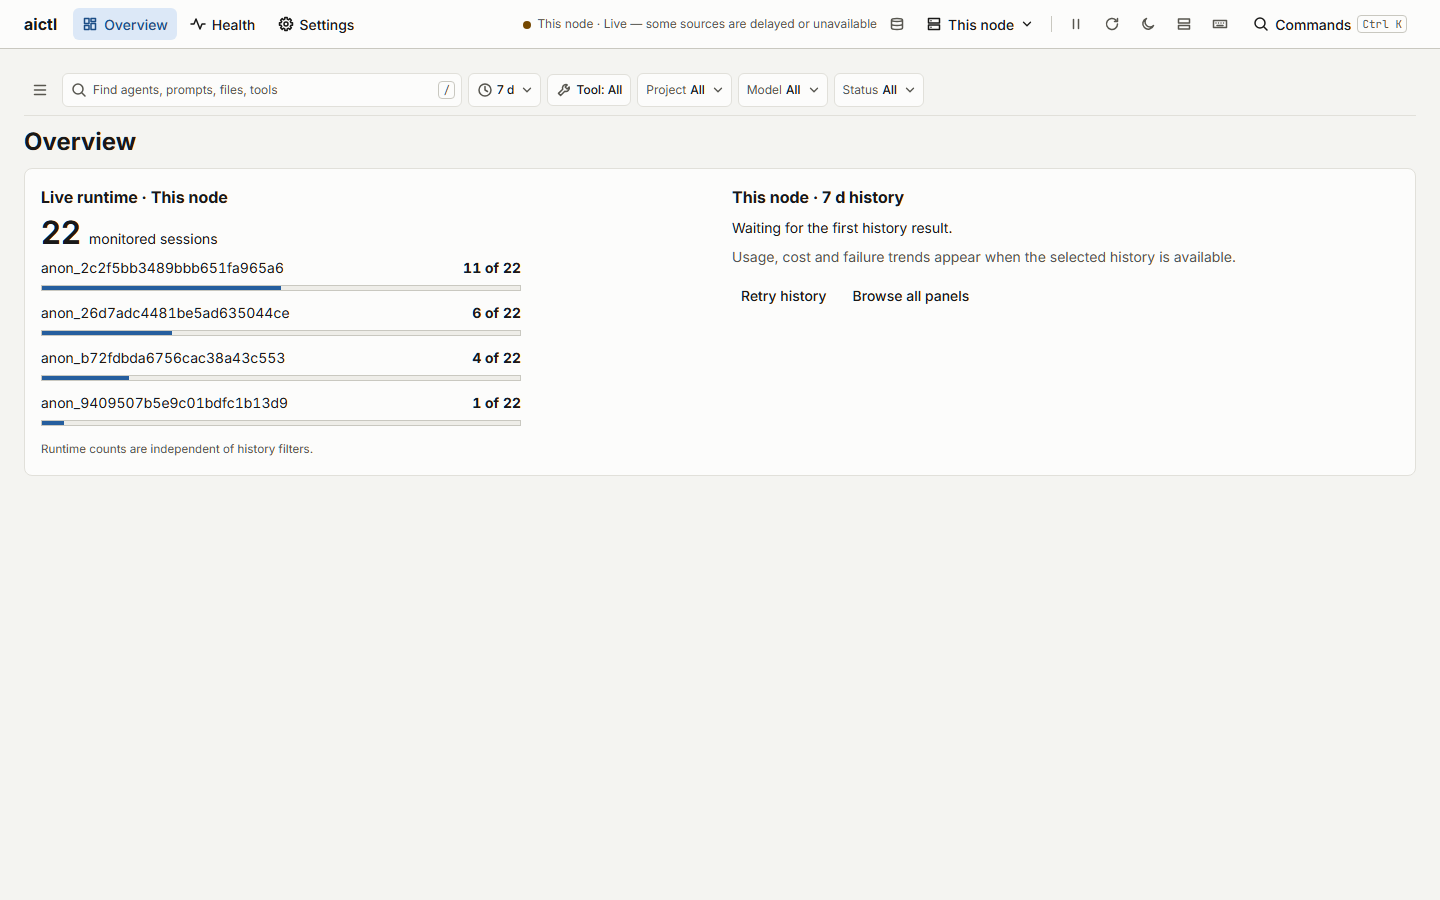 aictl Overview Health Settings This node · Live — some sources are delayed or unavailable This node Commands Ctrl K
Find agents, prompts, files, tools / 7 d Tool: All Project All Model All Status All
Overview
Live runtime · This node
22 monitored sessions
anon_2c2f5bb3489bbb651fa965a6 11 of 22
anon_26d7adc4481be5ad635044ce 6 of 22
anon_b72fdbda6756cac38a43c553 4 of 22
anon_9409507b5e9c01bdfc1b13d9 1 of 22
Runtime counts are independent of history filters.
This node · 7 d history
Waiting for the first history result.
Usage, cost and failure trends appear when the selected history is available.
Retry history Browse all panels